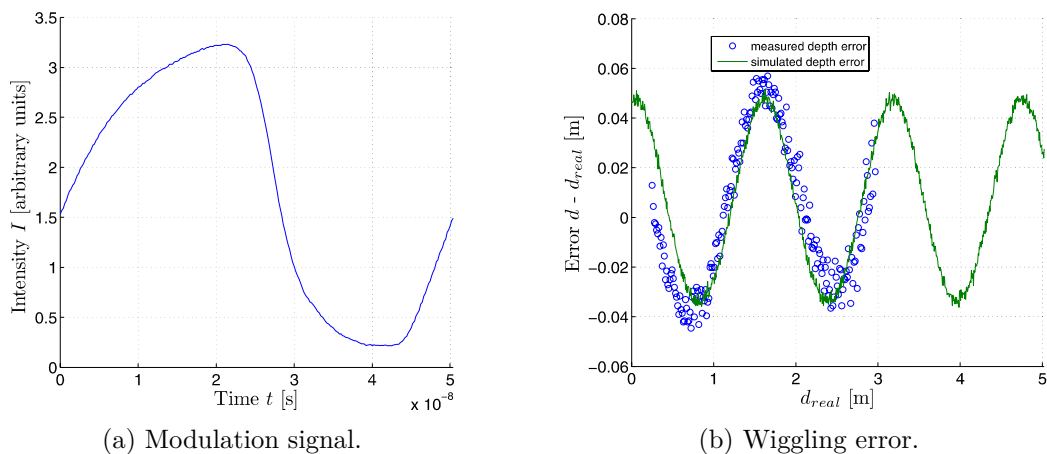 3.5
3
2.5
2
1.5
1
0.5
0
0 1 2 3 4 5
x 10⁻⁸
Intensity I [arbitrary units]
Time t [s]
(a) Modulation signal.
0.08
0.06
0.04
0.02
0
−0.02
−0.04
−0.06
0 1 2 3 4 5
measured depth error
simulated depth error
Error d - d_real [m]
d_real [m]
(b) Wiggling error.